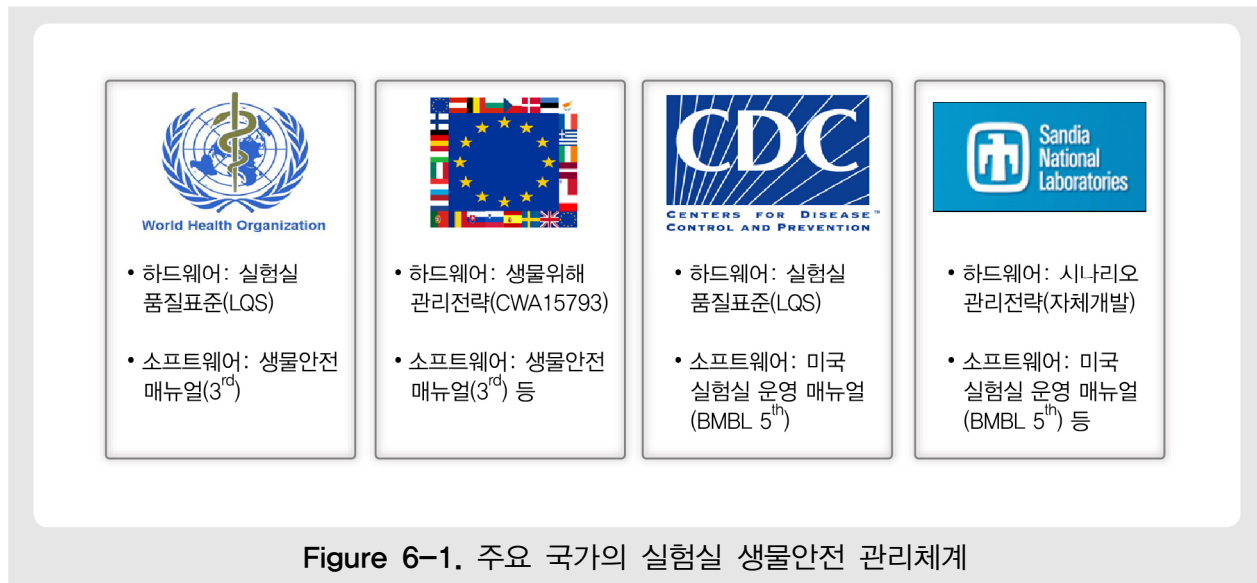 World Health Organization
• 하드웨어: 실험실
품질표준(LQS)
• 소프트웨어: 생물안전
매뉴얼(3rd)
• 하드웨어: 생물위해
관리전략(CWA15793)
• 소프트웨어: 생물안전
매뉴얼(3rd) 등
CDC
CENTERS FOR DISEASE™
CONTROL AND PREVENTION
• 하드웨어: 실험실
품질표준(LQS)
• 소프트웨어: 미국
실험실 운영 매뉴얼
(BMBL 5th)
Sandia
National
Laboratories
• 하드웨어: 시나리오
관리전략(자체개발)
• 소프트웨어: 미국
실험실 운영 매뉴얼
(BMBL 5th) 등
Figure 6-1. 주요 국가의 실험실 생물안전 관리체계